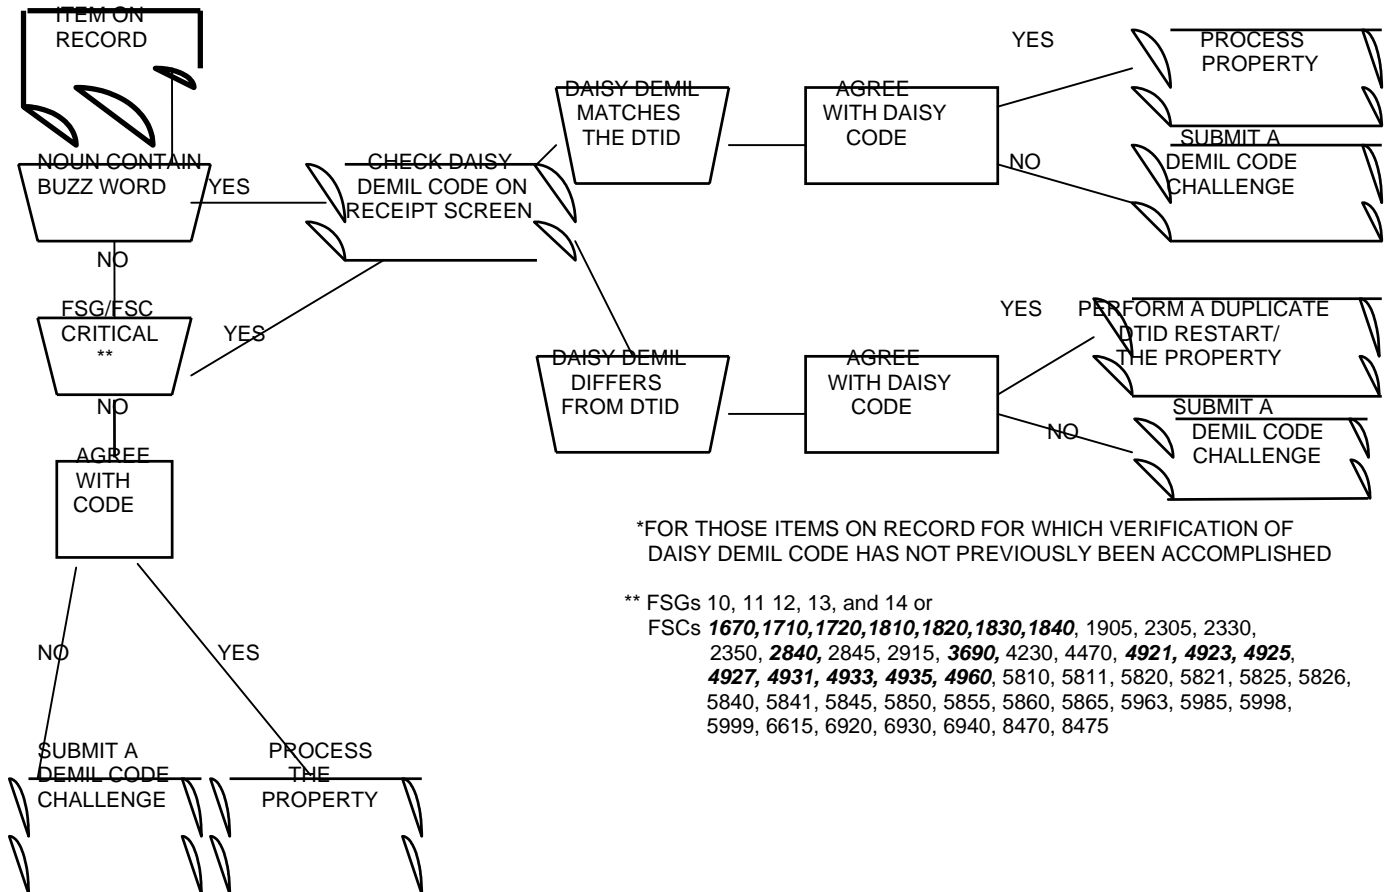 ITEM ON
RECORD
NOUN CONTAIN
BUZZ WORD
YES
NO
FSG/FSC
CRITICAL
**
YES
NO
AGREE
WITH
CODE
NO
YES
SUBMIT A
DEMIL CODE
CHALLENGE
PROCESS
THE
PROPERTY
CHECK DAISY
DEMIL CODE ON
RECEIPT SCREEN
DAISY DEMIL
MATCHES
THE DTID
AGREE
WITH DAISY
CODE
YES
PROCESS
PROPERTY
NO
SUBMIT A
DEMIL CODE
CHALLENGE
DAISY DEMIL
DIFFERS
FROM DTID
AGREE
WITH DAISY
CODE
YES
PERFORM A DUPLICATE
DTID RESTART/
THE PROPERTY
NO
SUBMIT A
DEMIL CODE
CHALLENGE
*FOR THOSE ITEMS ON RECORD FOR WHICH VERIFICATION OF
DAISY DEMIL CODE HAS NOT PREVIOUSLY BEEN ACCOMPLISHED
** FSGs 10, 11 12, 13, and 14 or
FSCs 1670,1710,1720,1810,1820,1830,1840, 1905, 2305, 2330,
2350, 2840, 2845, 2915, 3690, 4230, 4470, 4921, 4923, 4925,
4927, 4931, 4933, 4935, 4960, 5810, 5811, 5820, 5821, 5825, 5826,
5840, 5841, 5845, 5850, 5855, 5860, 5865, 5963, 5985, 5998,
5999, 6615, 6920, 6930, 6940, 8470, 8475